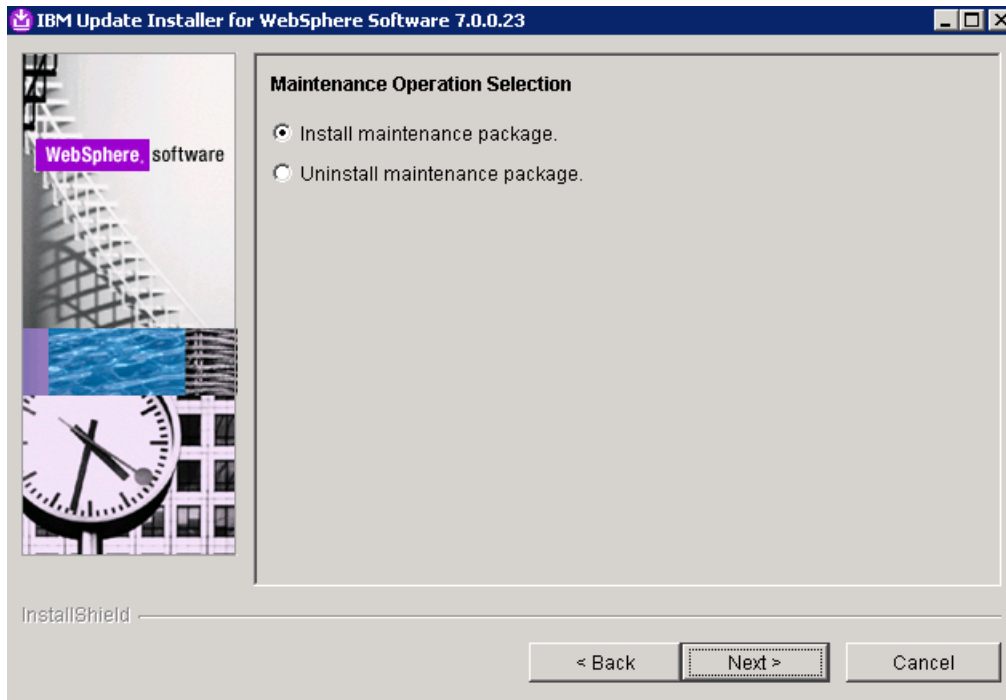 IBM Update Installer for WebSphere Software 7.0.0.23
Maintenance Operation Selection
Install maintenance package.
Uninstall maintenance package.
WebSphere. software
InstallShield
< Back
Next >
Cancel